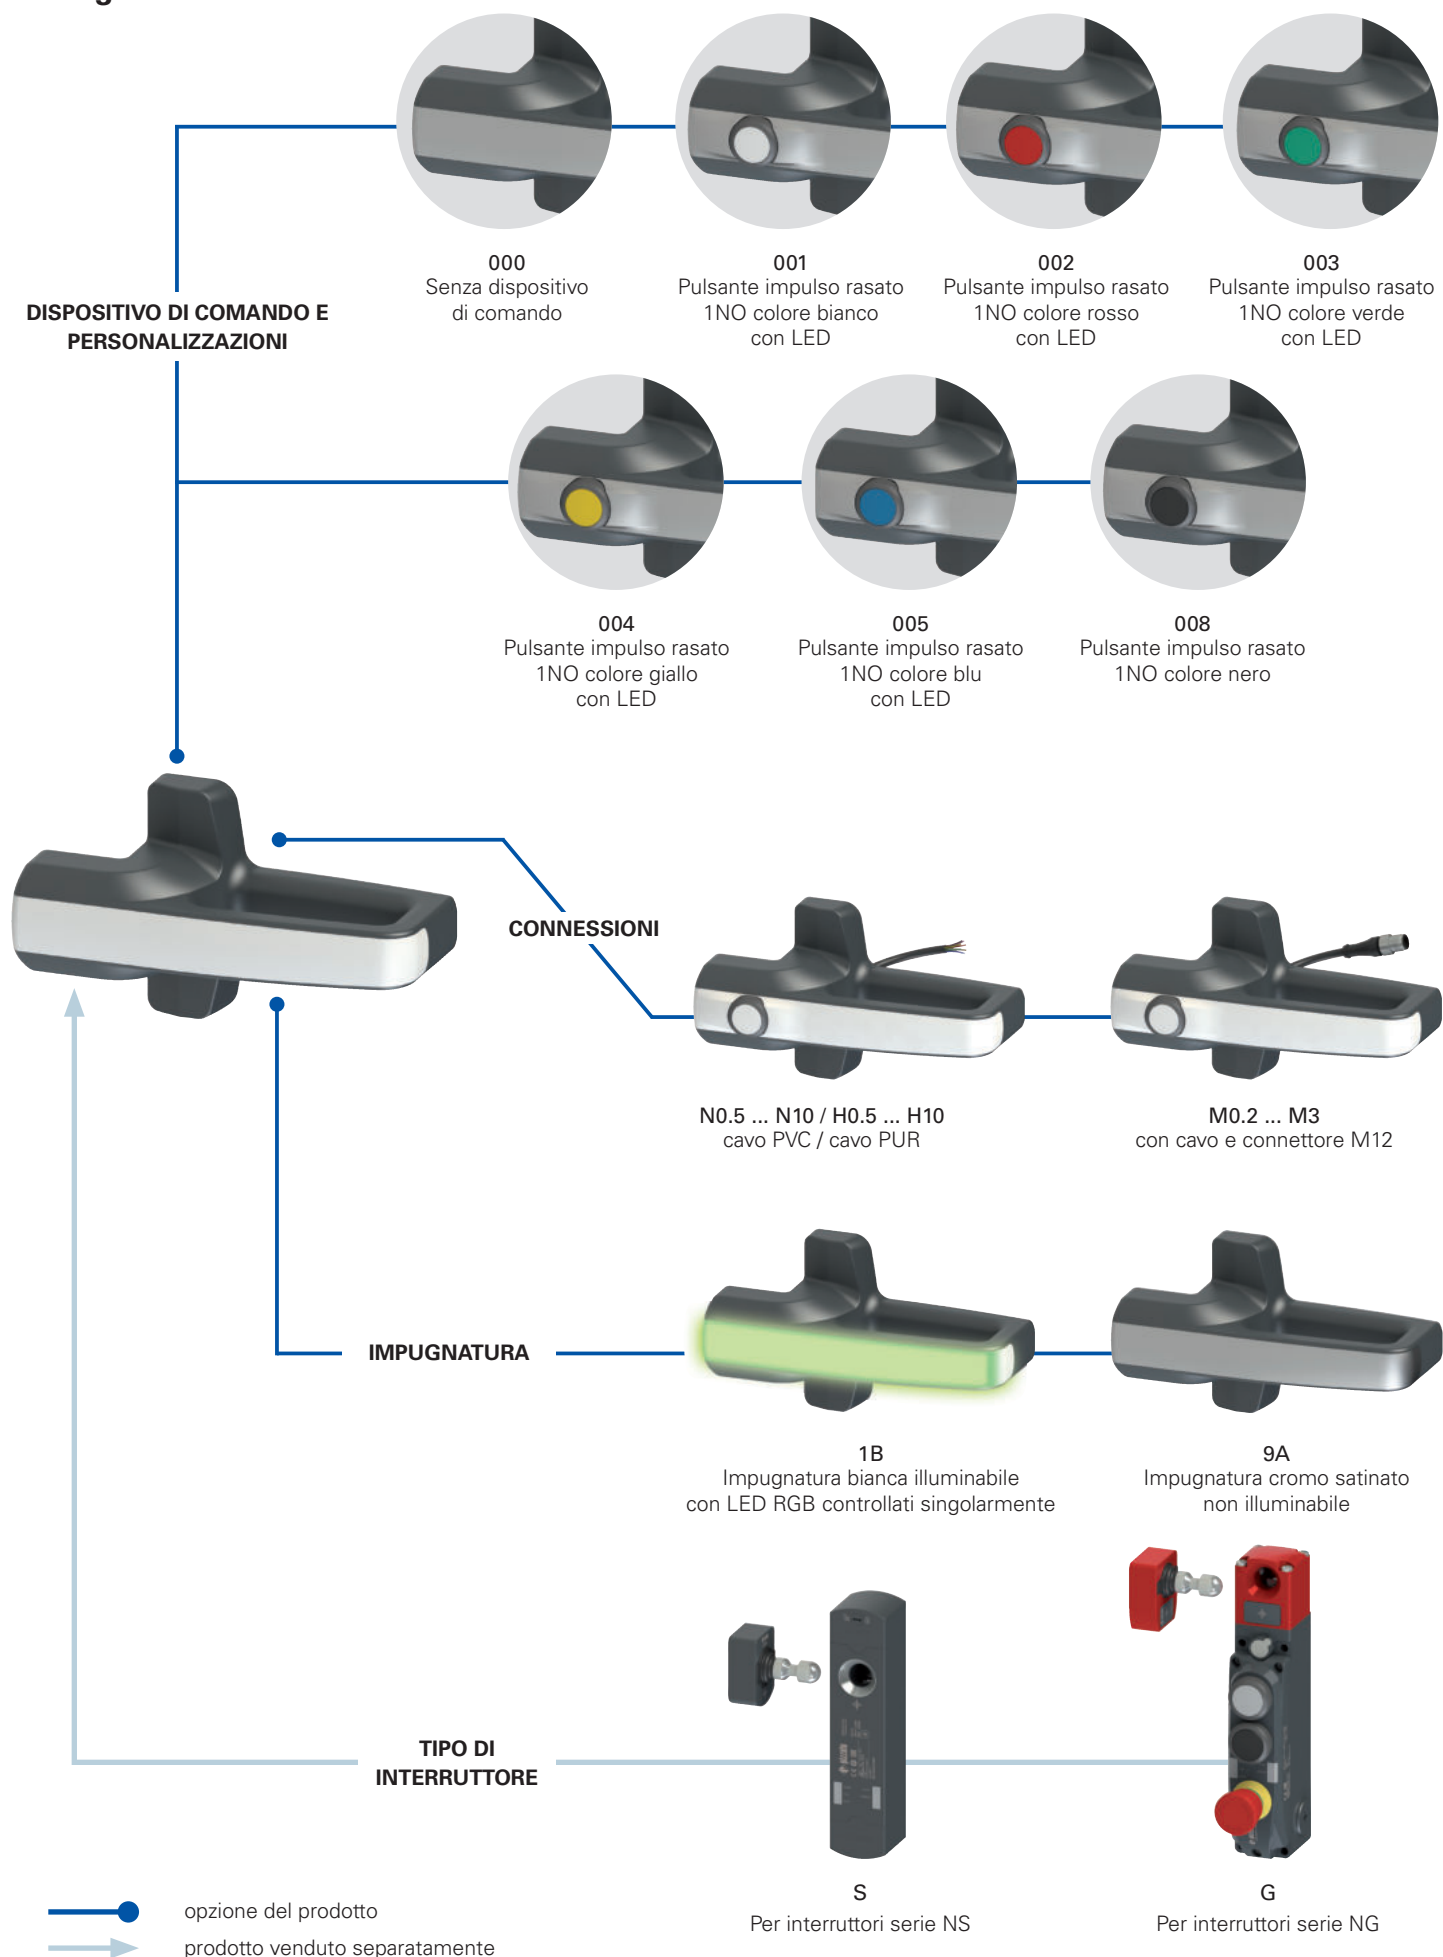 000
Senza dispositivo
di comando
001
Pulsante impulso rasato
1NO colore bianco
con LED
002
Pulsante impulso rasato
1NO colore rosso
con LED
003
Pulsante impulso rasato
1NO colore verde
con LED
DISPOSITIVO DI COMANDO E
PERSONALIZZAZIONI
004
Pulsante impulso rasato
1NO colore giallo
con LED
005
Pulsante impulso rasato
1NO colore blu
con LED
008
Pulsante impulso rasato
1NO colore nero
CONNESSIONI
N0.5 ... N10 / H0.5 ... H10
cavo PVC / cavo PUR
M0.2 ... M3
con cavo e connettore M12
IMPUGNATURA
1B
Impugnatura bianca illuminabile
con LED RGB controllati singolarmente
9A
Impugnatura cromo satinato
non illuminabile
TIPO DI
INTERRUTTORE
S
Per interruttori serie NS
G
Per interruttori serie NG
opzione del prodotto
prodotto venduto separatamente